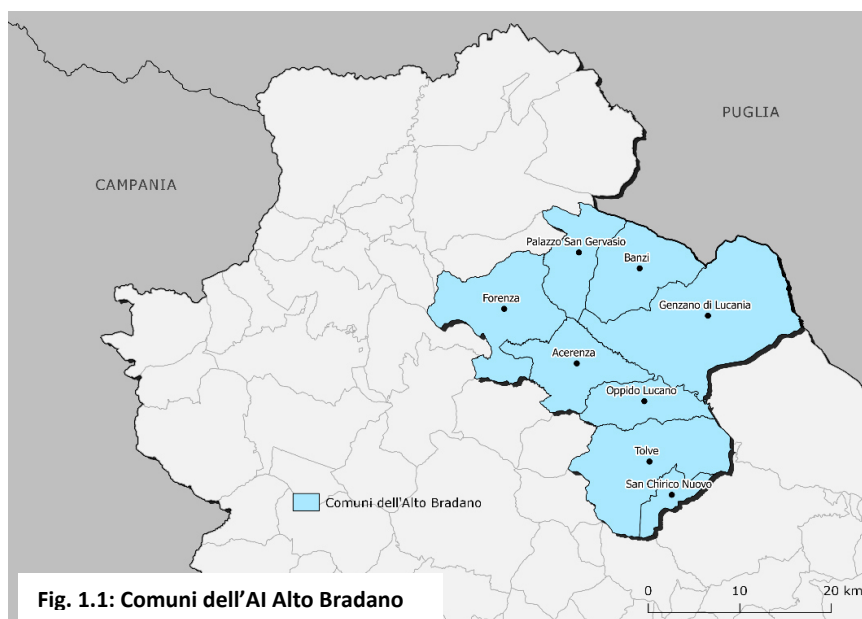 PUGLIA
CAMPANIA
Palazzo San Gervasio
Banzi
Forenza
Genzano di Lucania
Acerenza
Oppido Lucano
Tolve
San Chirico Nuovo
Comuni dell'Alto Bradano
Fig. 1.1: Comuni dell’AI Alto Bradano
0 10 20 km